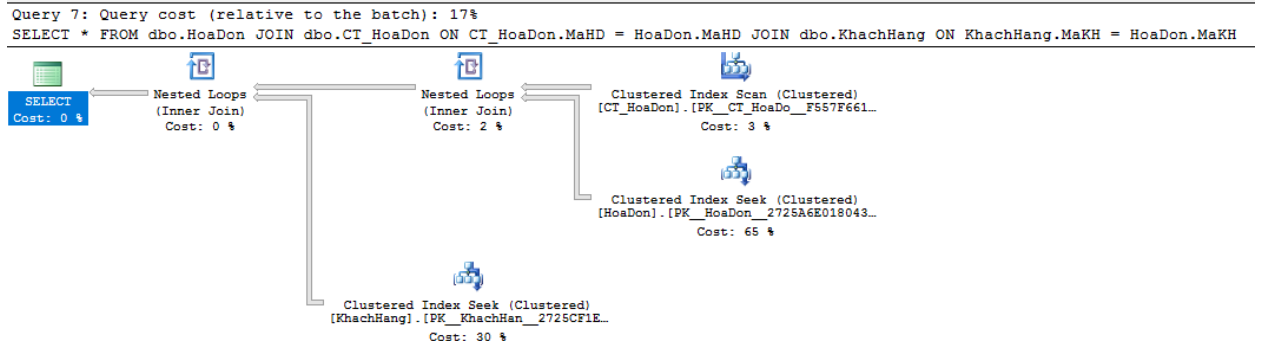 Query 7: Query cost (relative to the batch): 17%
SELECT * FROM dbo.HoaDon JOIN dbo.CT_HoaDon ON CT_HoaDon.MaHD = HoaDon.MaHD JOIN dbo.KhachHang ON KhachHang.MaKH = HoaDon.MaKH
SELECT
Cost: 0 %
Nested Loops
(Inner Join)
Cost: 0 %
Nested Loops
(Inner Join)
Cost: 2 %
Clustered Index Scan (Clustered)
[CT_HoaDon].[PK__CT_HoaDo__F557F661…
Cost: 3 %
Clustered Index Seek (Clustered)
[HoaDon].[PK__HoaDon__2725A6E018043…
Cost: 65 %
Clustered Index Seek (Clustered)
[KhachHang].[PK__KhachHan__2725CF1E…
Cost: 30 %